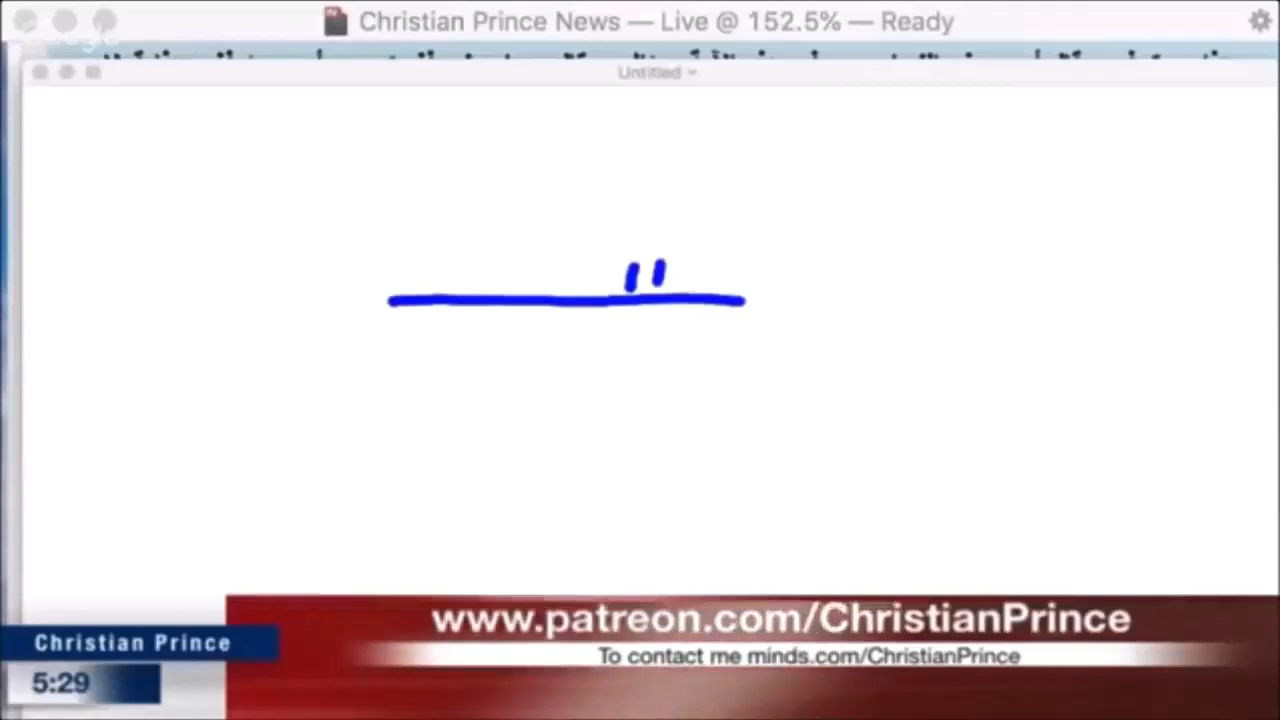 Christian Prince News — Live @ 152.5% — Ready
Untitled
www.patreon.com/ChristianPrince
Christian Prince
To contact me minds.com/ChristianPrince
5:29